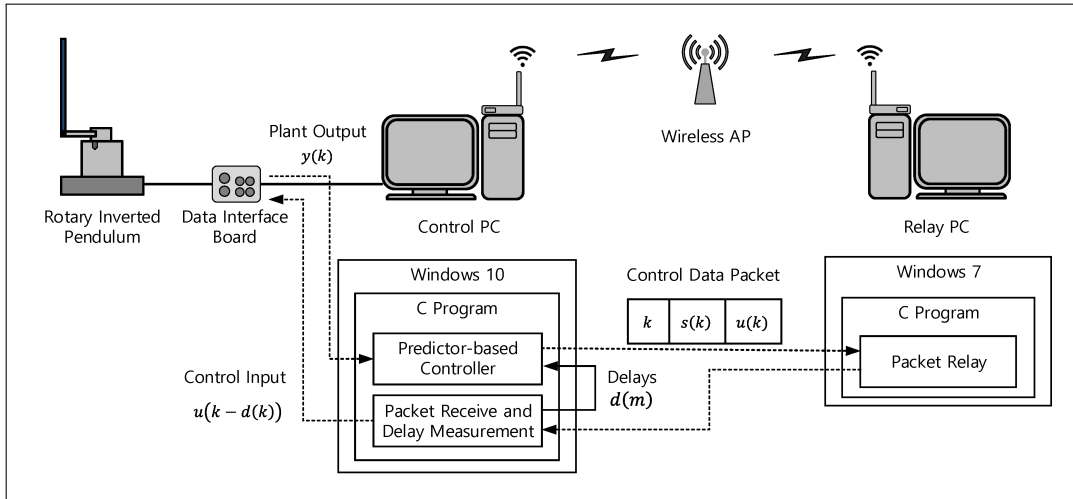 Plant Output
y(k)
Wireless AP
Rotary Inverted
Pendulum
Data Interface
Board
Control PC
Relay PC
Windows 10
C Program
Predictor-based
Controller
Packet Receive and
Delay Measurement
Control Input
u(k − d(k))
Delays
d(m)
Control Data Packet
k s(k) u(k)
Windows 7
C Program
Packet Relay